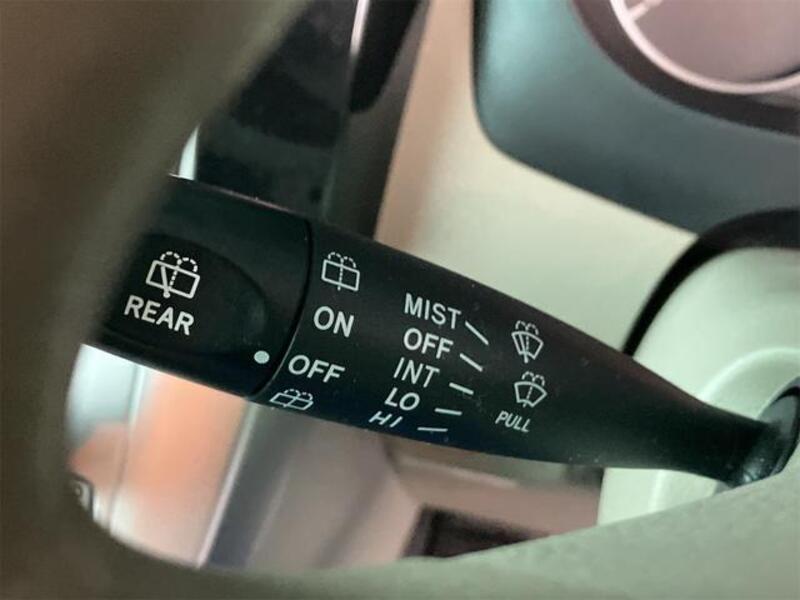 REAR
ON
OFF
MIST
OFF
INT
LO
HI
PULL